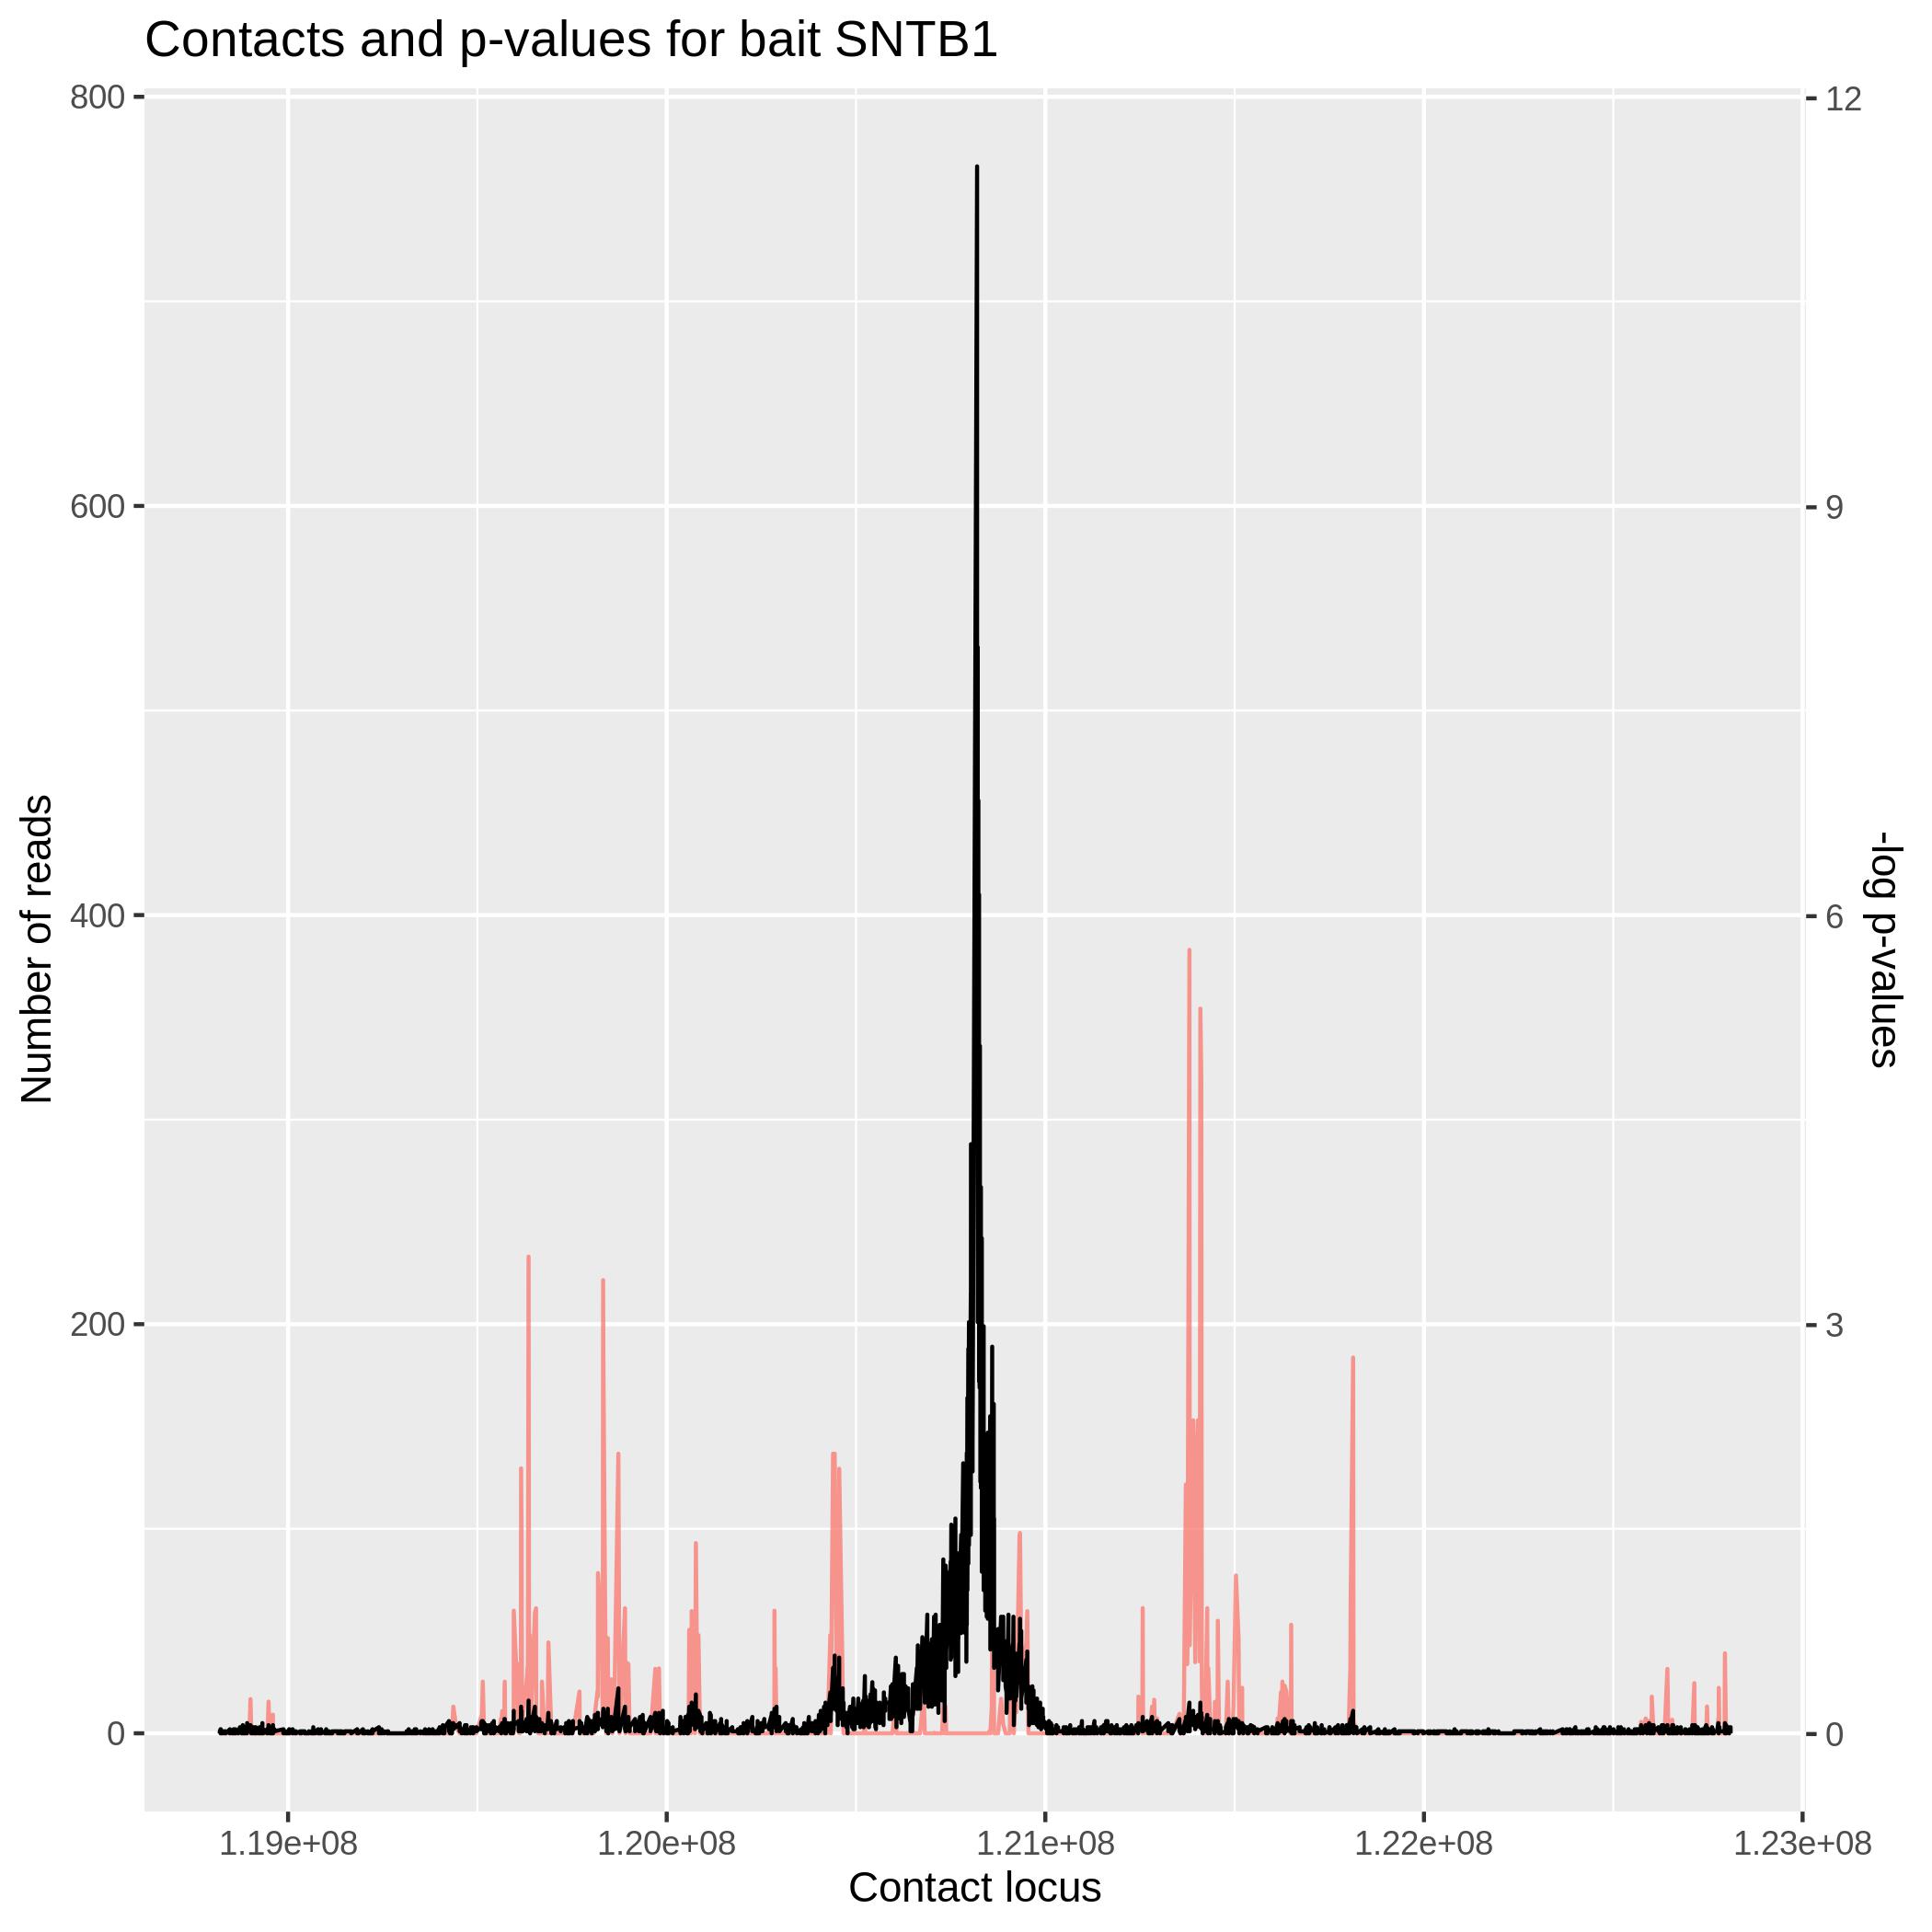 Contacts and p-values for bait SNTB1
800
600
400
200
0
12
9
6
3
0
Number of reads
-log p-values
1.19e+08
1.20e+08
1.21e+08
1.22e+08
1.23e+08
Contact locus